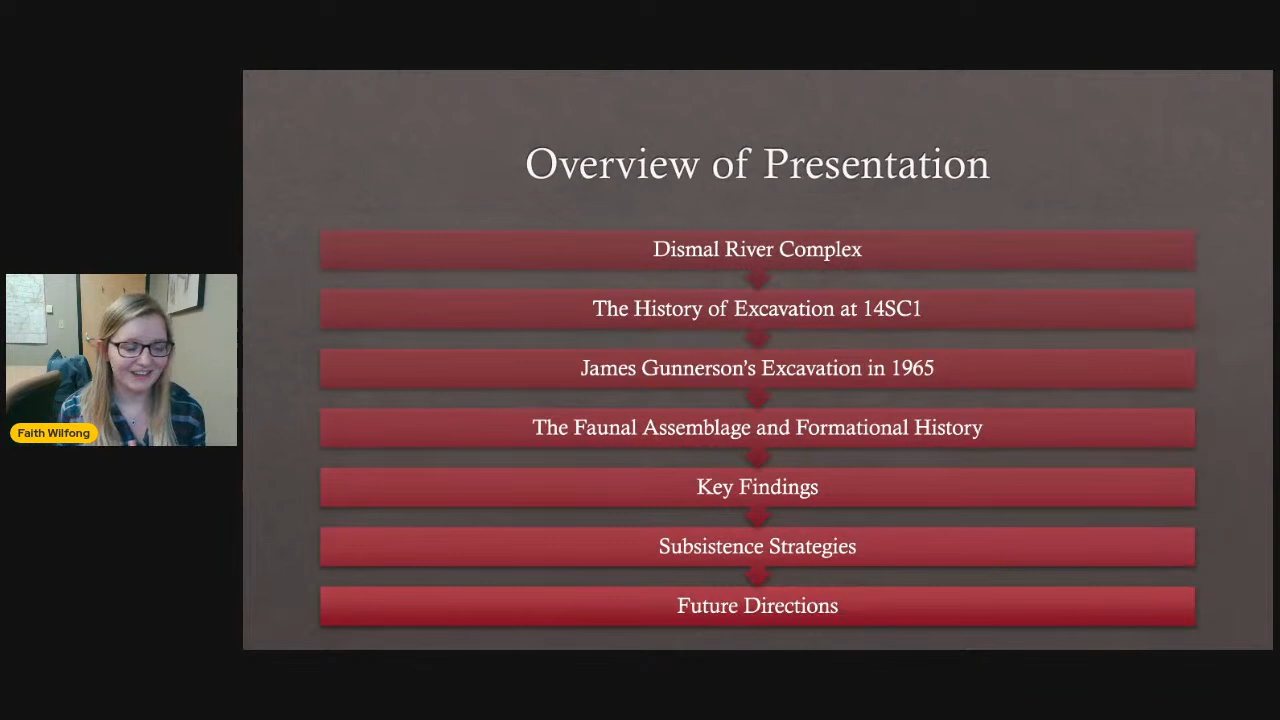 Overview of Presentation
Dismal River Complex
The History of Excavation at 14SC1
James Gunnerson's Excavation in 1965
The Faunal Assemblage and Formational History
Key Findings
Subsistence Strategies
Future Directions
Faith Wilfong